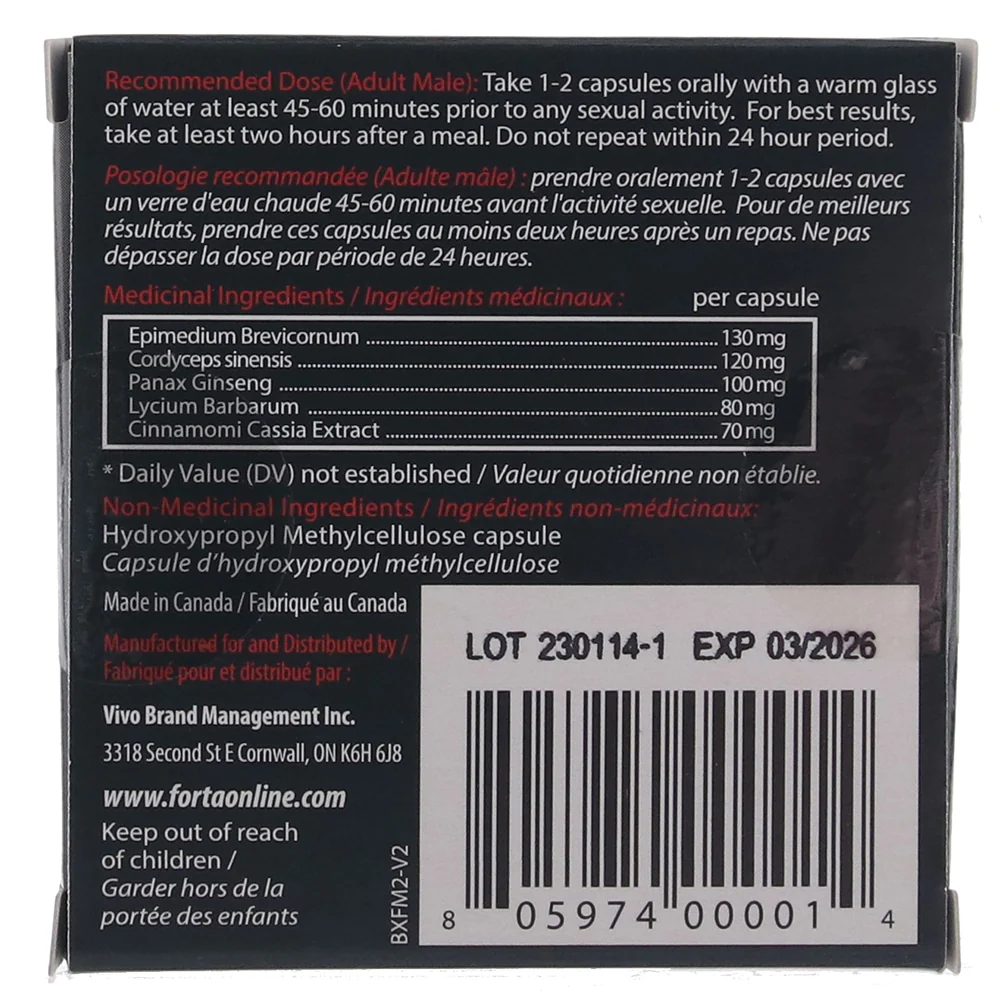 Recommended Dose (Adult Male): Take 1-2 capsules orally with a warm glass
of water at least 45-60 minutes prior to any sexual activity. For best results,
take at least two hours after a meal. Do not repeat within 24 hour period.
Posologie recommandée (Adulte mâle) : prendre oralement 1-2 capsules avec
un verre d'eau chaude 45-60 minutes avant l'activité sexuelle. Pour de meilleurs
résultats, prendre ces capsules au moins deux heures après un repas. Ne pas
dépasser la dose par période de 24 heures.
Medicinal Ingredients / Ingrédients médicinaux : per capsule
Epimedium Brevicornum ........ 130 mg
Cordyceps sinensis ........ 120 mg
Panax Ginseng ........ 100 mg
Lycium Barbarum ........ 80 mg
Cinnamomi Cassia Extract ........ 70 mg
* Daily Value (DV) not established / Valeur quotidienne non établie.
Non-Medicinal Ingredients / Ingrédients non-médicinaux:
Hydroxypropyl Methylcellulose capsule
Capsule d'hydroxypropyl méthylcellulose
Made in Canada / Fabriqué au Canada
Manufactured for and Distributed by /
Fabriqué pour et distribué par :
Vivo Brand Management Inc.
3318 Second St E Cornwall, ON K6H 6J8
www.fortaonline.com
Keep out of reach
of children /
Garder hors de la
portée des enfants
BXFM2-V2
LOT 230114-1 EXP 03/2026
8 05974 00001 4